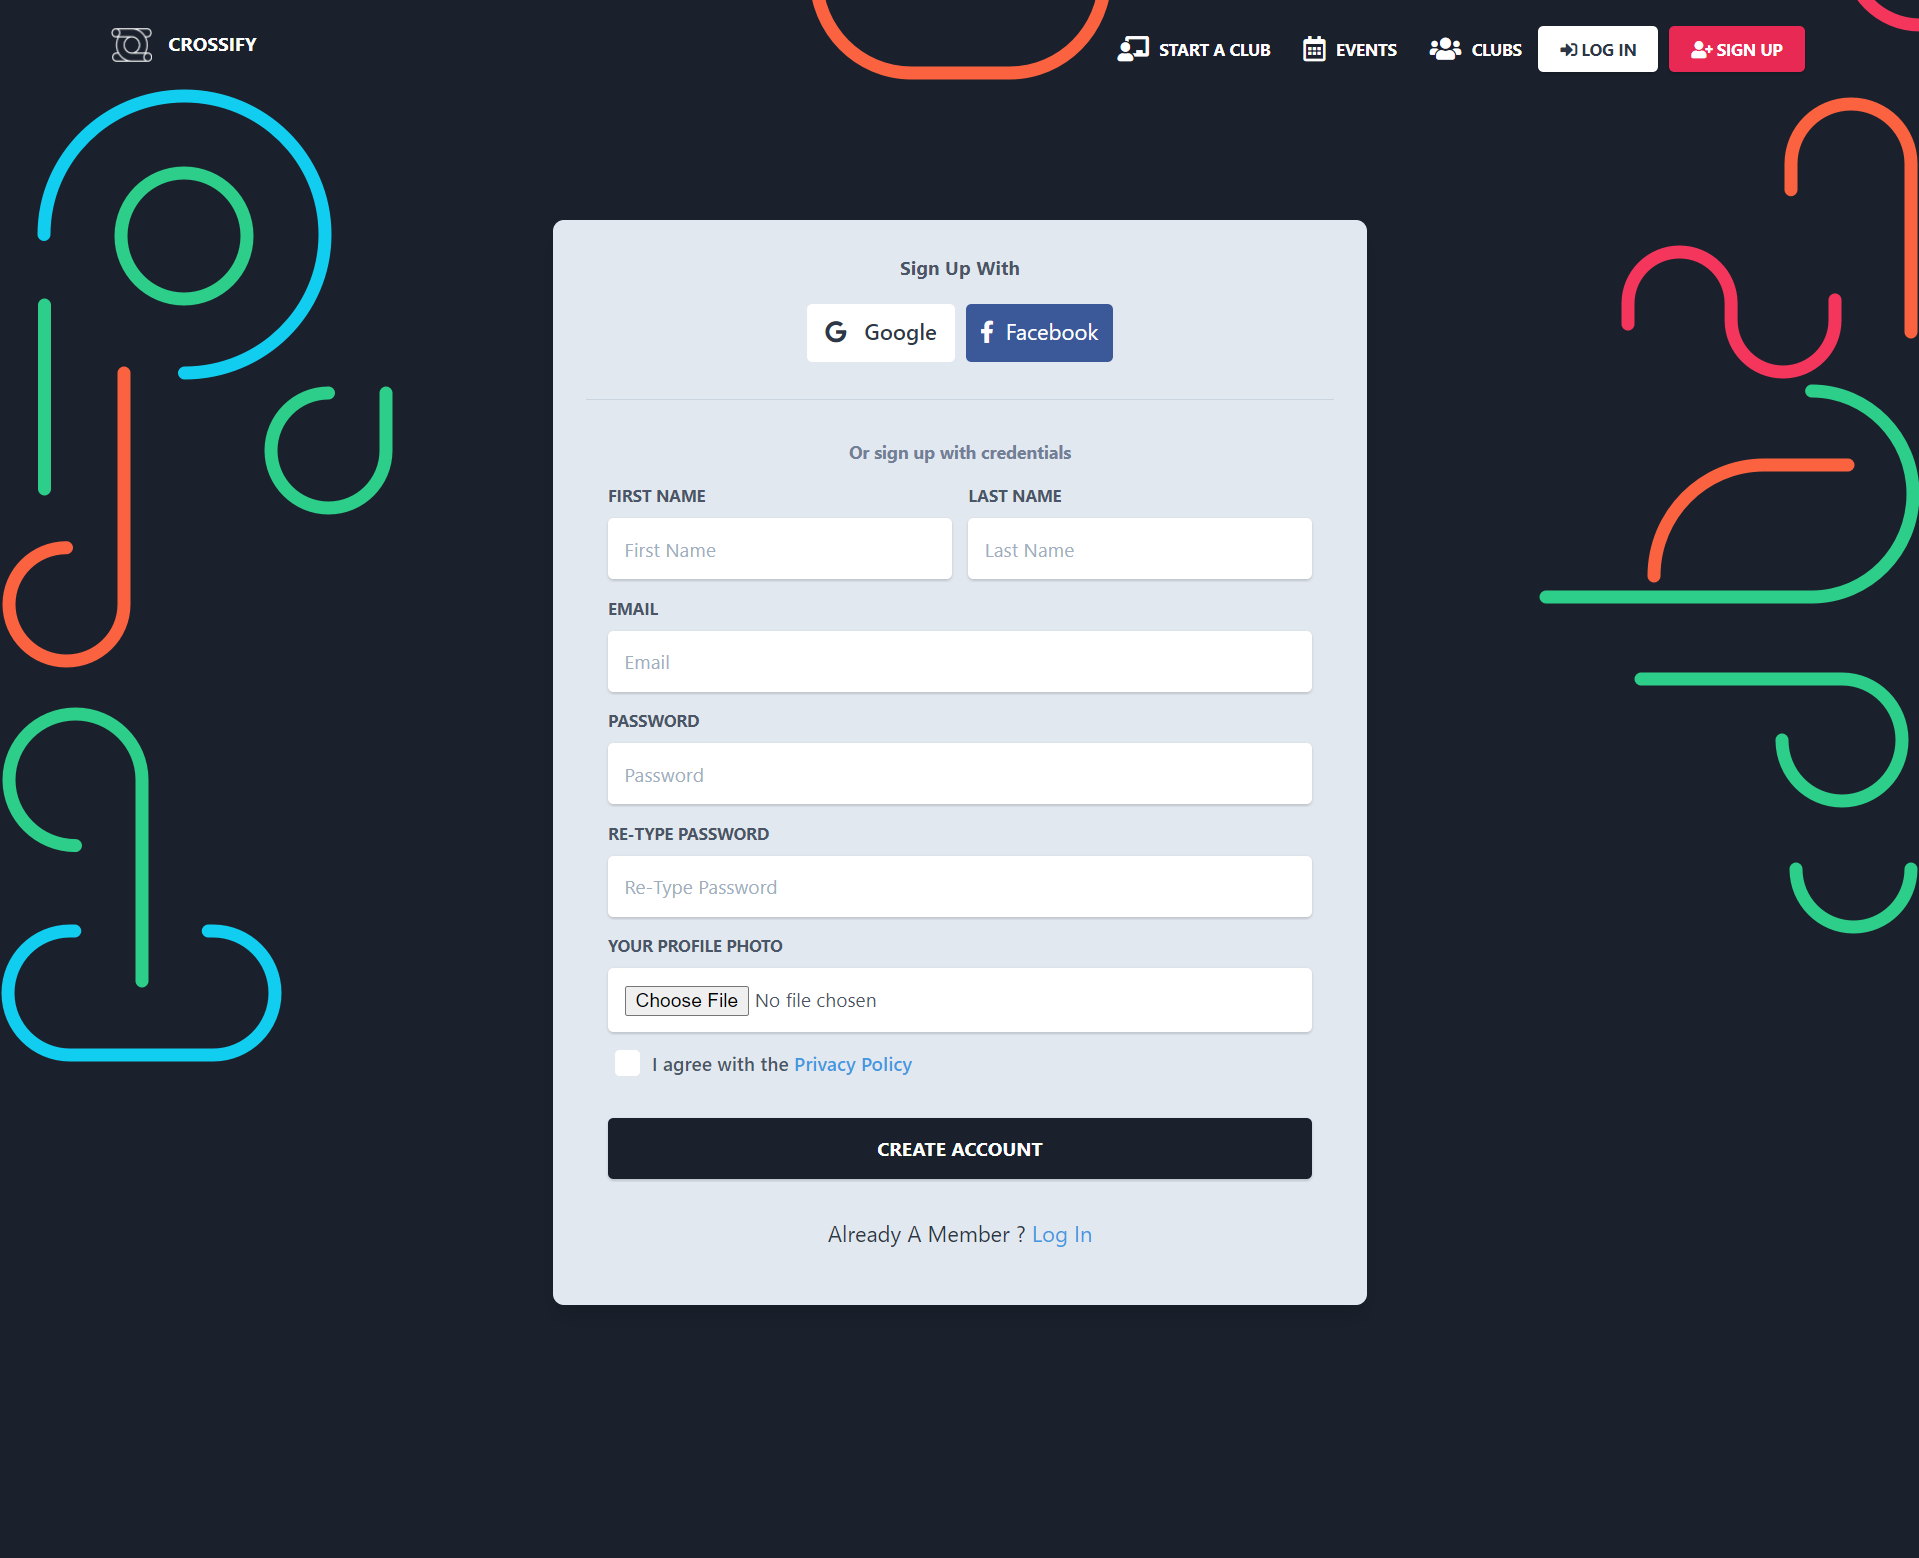 CROSSIFY
START A CLUB
EVENTS
CLUBS
LOG IN
SIGN UP
Sign Up With
Google
Facebook
Or sign up with credentials
FIRST NAME
LAST NAME
First Name
Last Name
EMAIL
Email
PASSWORD
Password
RE-TYPE PASSWORD
Re-Type Password
YOUR PROFILE PHOTO
Choose File No file chosen
I agree with the Privacy Policy
CREATE ACCOUNT
Already A Member ? Log In